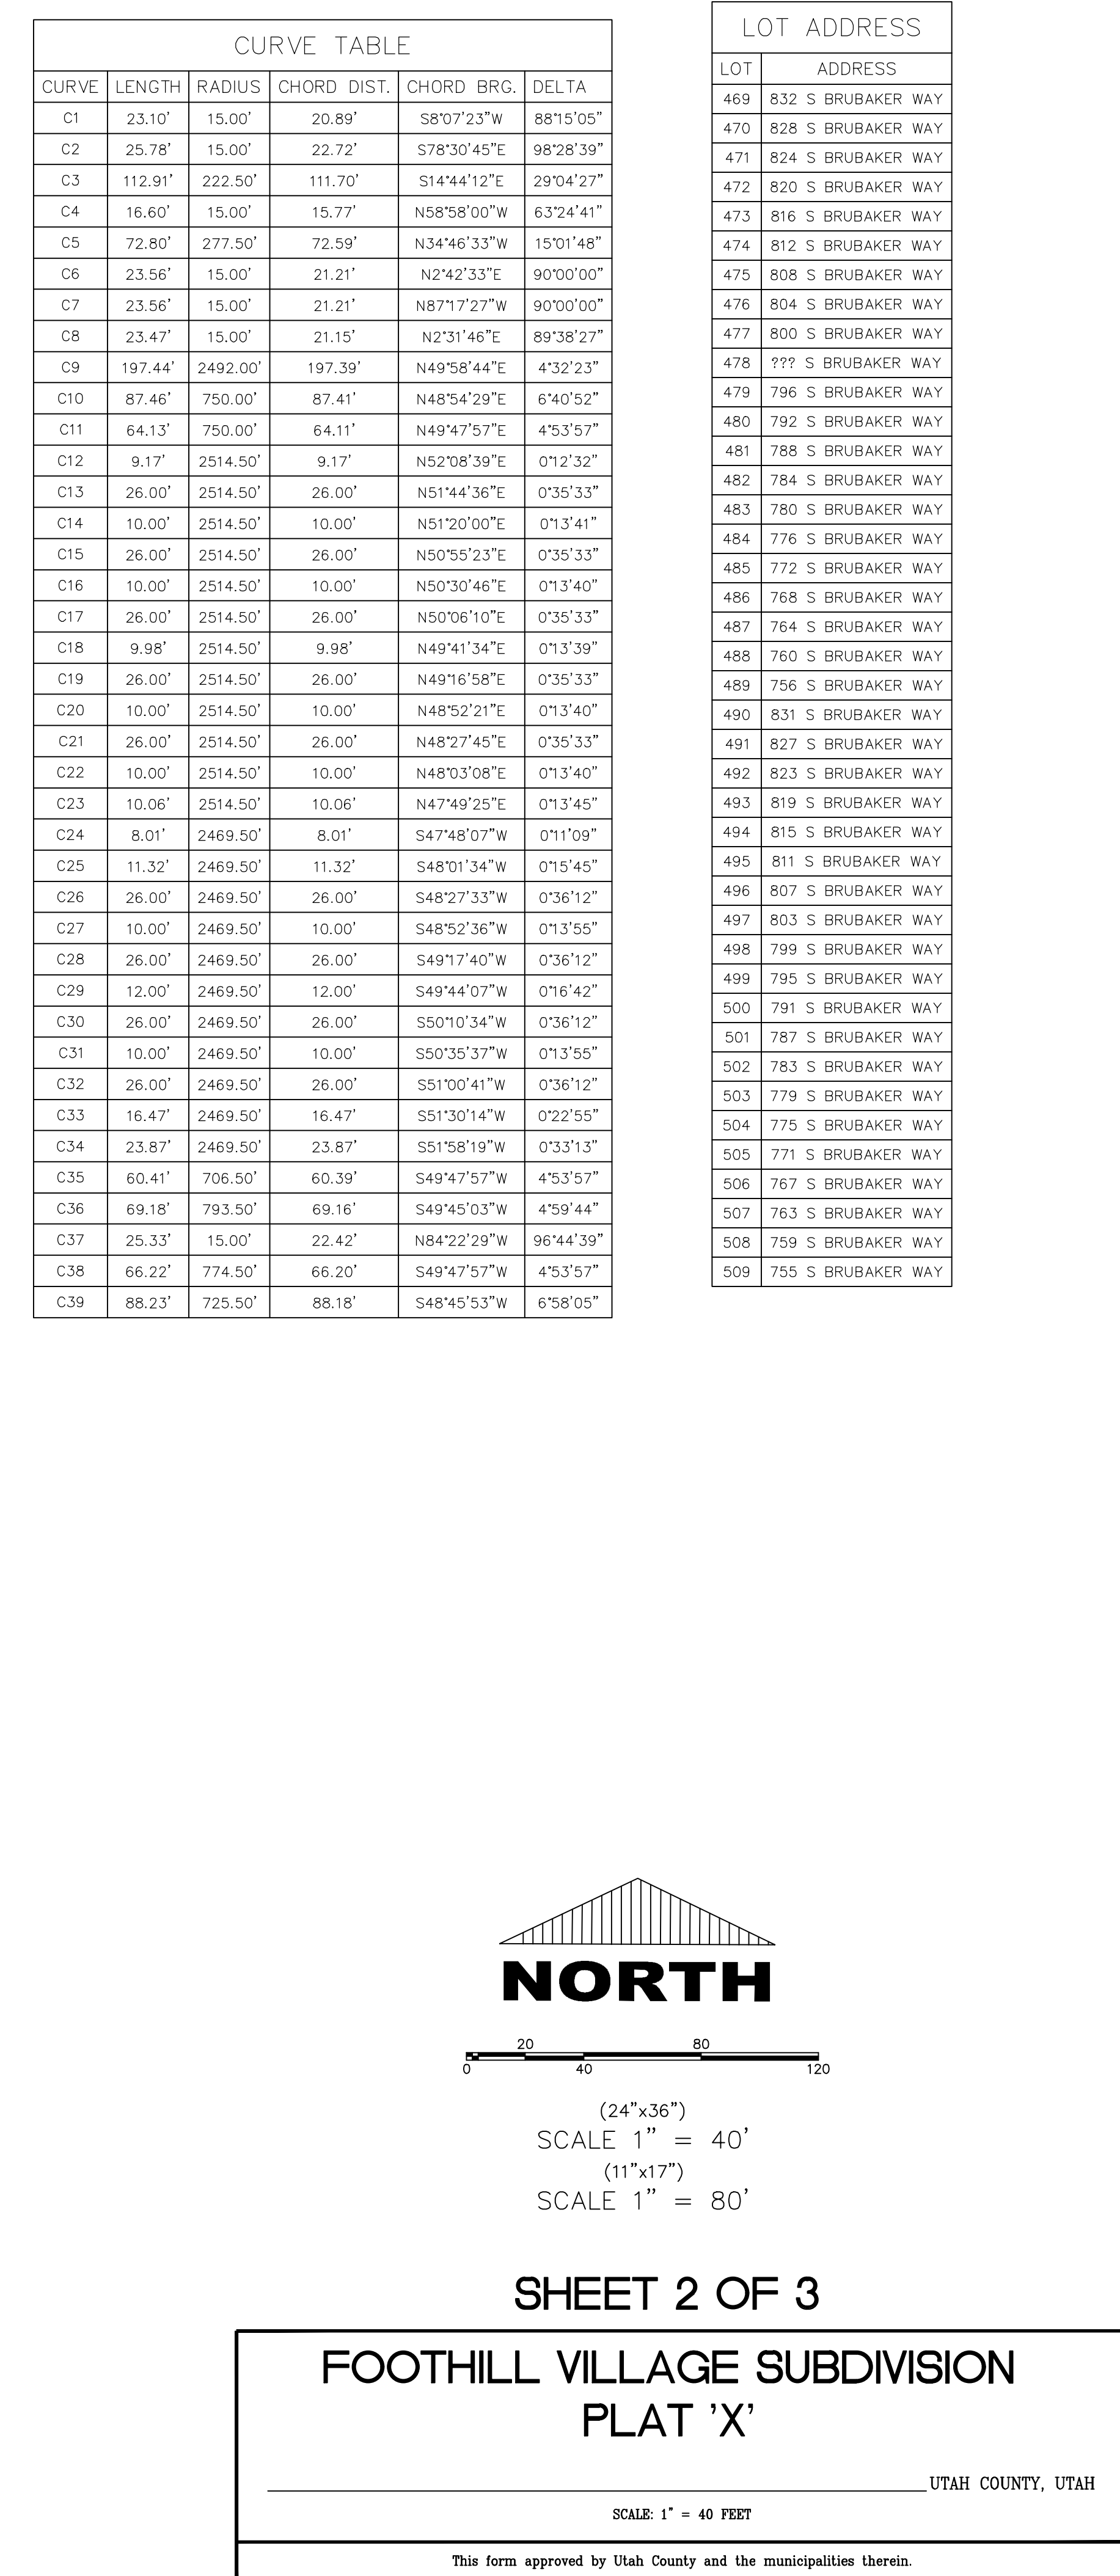 CURVE TABLE
CURVE LENGTH RADIUS CHORD DIST. CHORD BRG. DELTA
C1 23.10' 15.00' 20.89' S8°07'23"W 88°15'05"
C2 25.78' 15.00' 22.72' S78°30'45"E 98°28'39"
C3 112.91' 222.50' 111.70' S14°44'12"E 29°04'27"
C4 16.60' 15.00' 15.77' N58°58'00"W 63°24'41"
C5 72.80' 277.50' 72.59' N34°46'33"W 15°01'48"
C6 23.56' 15.00' 21.21' N2°42'33"E 90°00'00"
C7 23.56' 15.00' 21.21' N87°17'27"W 90°00'00"
C8 23.47' 15.00' 21.15' N2°31'46"E 89°38'27"
C9 197.44' 2492.00' 197.39' N49°58'44"E 4°32'23"
C10 87.46' 750.00' 87.41' N48°54'29"E 6°40'52"
C11 64.13' 750.00' 64.11' N49°47'57"E 4°53'57"
C12 9.17' 2514.50' 9.17' N52°08'39"E 0°12'32"
C13 26.00' 2514.50' 26.00' N51°44'36"E 0°35'33"
C14 10.00' 2514.50' 10.00' N51°20'00"E 0°13'41"
C15 26.00' 2514.50' 26.00' N50°55'23"E 0°35'33"
C16 10.00' 2514.50' 10.00' N50°30'46"E 0°13'40"
C17 26.00' 2514.50' 26.00' N50°06'10"E 0°35'33"
C18 9.98' 2514.50' 9.98' N49°41'34"E 0°13'39"
C19 26.00' 2514.50' 26.00' N49°16'58"E 0°35'33"
C20 10.00' 2514.50' 10.00' N48°52'21"E 0°13'40"
C21 26.00' 2514.50' 26.00' N48°27'45"E 0°35'33"
C22 10.00' 2514.50' 10.00' N48°03'08"E 0°13'40"
C23 10.06' 2514.50' 10.06' N47°49'25"E 0°13'45"
C24 8.01' 2469.50' 8.01' S47°48'07"W 0°11'09"
C25 11.32' 2469.50' 11.32' S48°01'34"W 0°15'45"
C26 26.00' 2469.50' 26.00' S48°27'33"W 0°36'12"
C27 10.00' 2469.50' 10.00' S48°52'36"W 0°13'55"
C28 26.00' 2469.50' 26.00' S49°17'40"W 0°36'12"
C29 12.00' 2469.50' 12.00' S49°44'07"W 0°16'42"
C30 26.00' 2469.50' 26.00' S50°10'34"W 0°36'12"
C31 10.00' 2469.50' 10.00' S50°35'37"W 0°13'55"
C32 26.00' 2469.50' 26.00' S51°00'41"W 0°36'12"
C33 16.47' 2469.50' 16.47' S51°30'14"W 0°22'55"
C34 23.87' 2469.50' 23.87' S51°58'19"W 0°33'13"
C35 60.41' 706.50' 60.39' S49°47'57"W 4°53'57"
C36 69.18' 793.50' 69.16' S49°45'03"W 4°59'44"
C37 25.33' 15.00' 22.42' N84°22'29"W 96°44'39"
C38 66.22' 774.50' 66.20' S49°47'57"W 4°53'57"
C39 88.23' 725.50' 88.18' S48°45'53"W 6°58'05"
LOT ADDRESS
LOT ADDRESS
469 832 S BRUBAKER WAY
470 828 S BRUBAKER WAY
471 824 S BRUBAKER WAY
472 820 S BRUBAKER WAY
473 816 S BRUBAKER WAY
474 812 S BRUBAKER WAY
475 808 S BRUBAKER WAY
476 804 S BRUBAKER WAY
477 800 S BRUBAKER WAY
478 ??? S BRUBAKER WAY
479 796 S BRUBAKER WAY
480 792 S BRUBAKER WAY
481 788 S BRUBAKER WAY
482 784 S BRUBAKER WAY
483 780 S BRUBAKER WAY
484 776 S BRUBAKER WAY
485 772 S BRUBAKER WAY
486 768 S BRUBAKER WAY
487 764 S BRUBAKER WAY
488 760 S BRUBAKER WAY
489 756 S BRUBAKER WAY
490 831 S BRUBAKER WAY
491 827 S BRUBAKER WAY
492 823 S BRUBAKER WAY
493 819 S BRUBAKER WAY
494 815 S BRUBAKER WAY
495 811 S BRUBAKER WAY
496 807 S BRUBAKER WAY
497 803 S BRUBAKER WAY
498 799 S BRUBAKER WAY
499 795 S BRUBAKER WAY
500 791 S BRUBAKER WAY
501 787 S BRUBAKER WAY
502 783 S BRUBAKER WAY
503 779 S BRUBAKER WAY
504 775 S BRUBAKER WAY
505 771 S BRUBAKER WAY
506 767 S BRUBAKER WAY
507 763 S BRUBAKER WAY
508 759 S BRUBAKER WAY
509 755 S BRUBAKER WAY
NORTH
20 80
0 40 120
(24"x36")
SCALE 1" = 40'
(11"x17")
SCALE 1" = 80'
SHEET 2 OF 3
FOOTHILL VILLAGE SUBDIVISION
PLAT 'X'
UTAH COUNTY, UTAH
SCALE: 1" = 40 FEET
This form approved by Utah County and the municipalities therein.